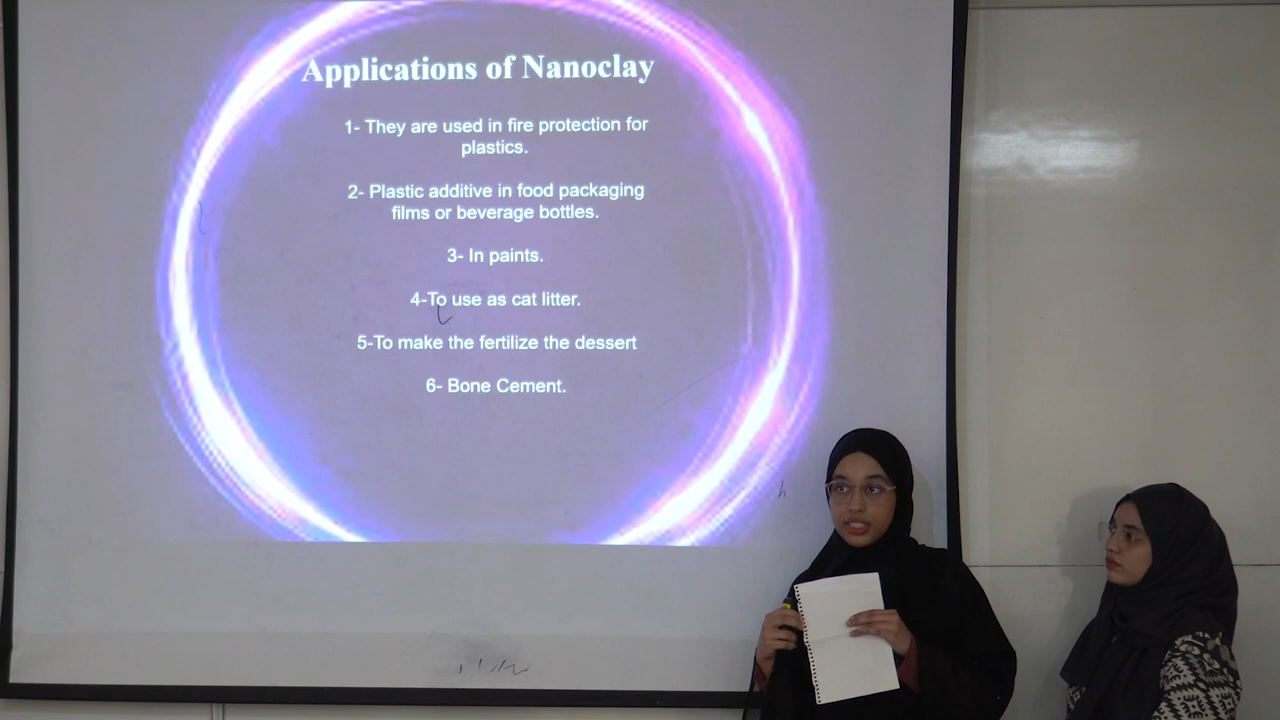 Applications of Nanoclay
1- They are used in fire protection for
plastics.
2- Plastic additive in food packaging
films or beverage bottles.
3- In paints.
4-To use as cat litter.
5-To make the fertilize the dessert
6- Bone Cement.